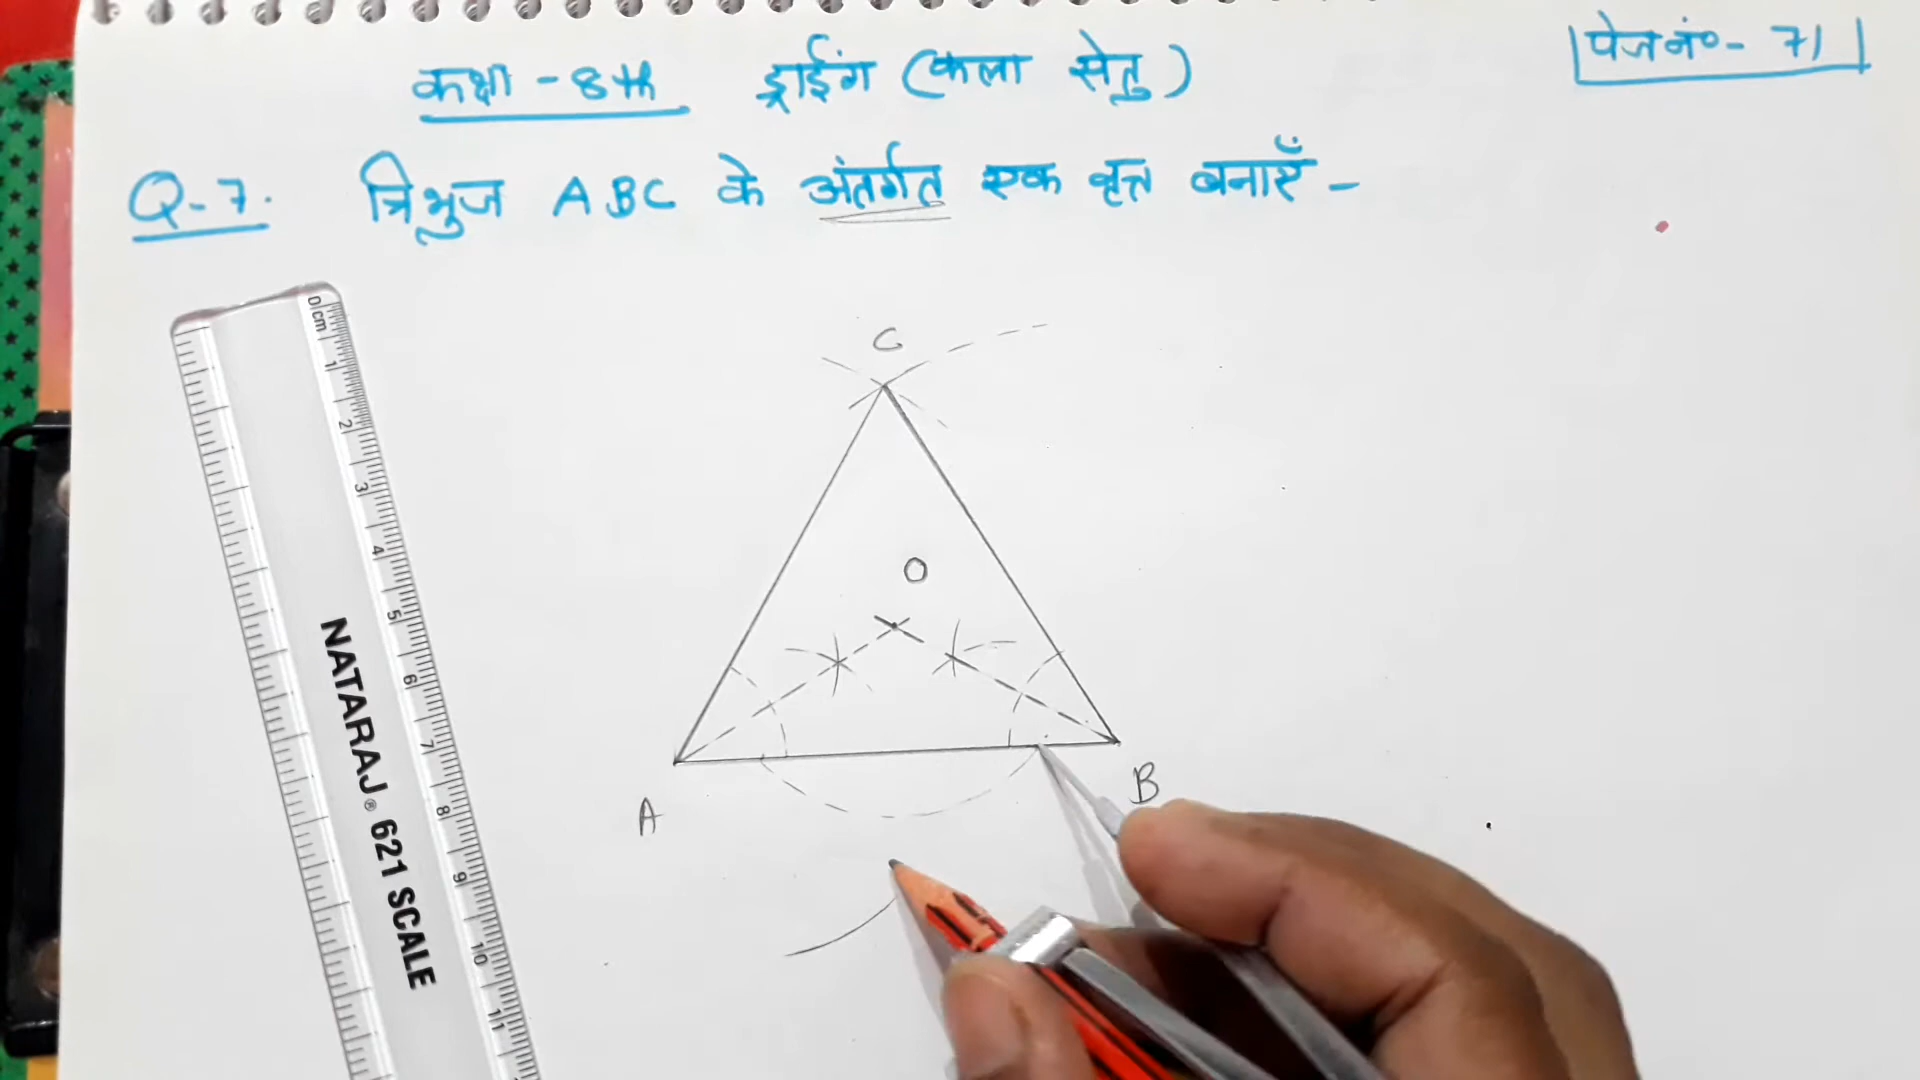 कक्षा - 8th ड्राईंग (कला सेतु)
पेज नं० - 71
Q-7. त्रिभुज ABC के अंतर्गत एक वृत्त बनाएँ -
0 cm 1 2 3 4 5 6 7 8 9 10 11
NATARAJ® 621 SCALE
C
O
A
B